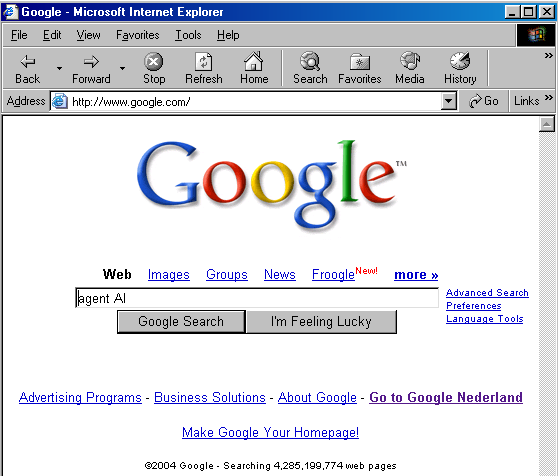 Google - Microsoft Internet Explorer
File Edit View Favorites Tools Help »
Back Forward Stop Refresh Home Search Favorites Media History »
Address http://www.google.com/ Go Links »
Google™
Web Images Groups News Froogle New! more »
agent AI
Advanced Search
Preferences
Language Tools
Google Search I'm Feeling Lucky
Advertising Programs - Business Solutions - About Google - Go to Google Nederland
Make Google Your Homepage!
©2004 Google - Searching 4,285,199,774 web pages